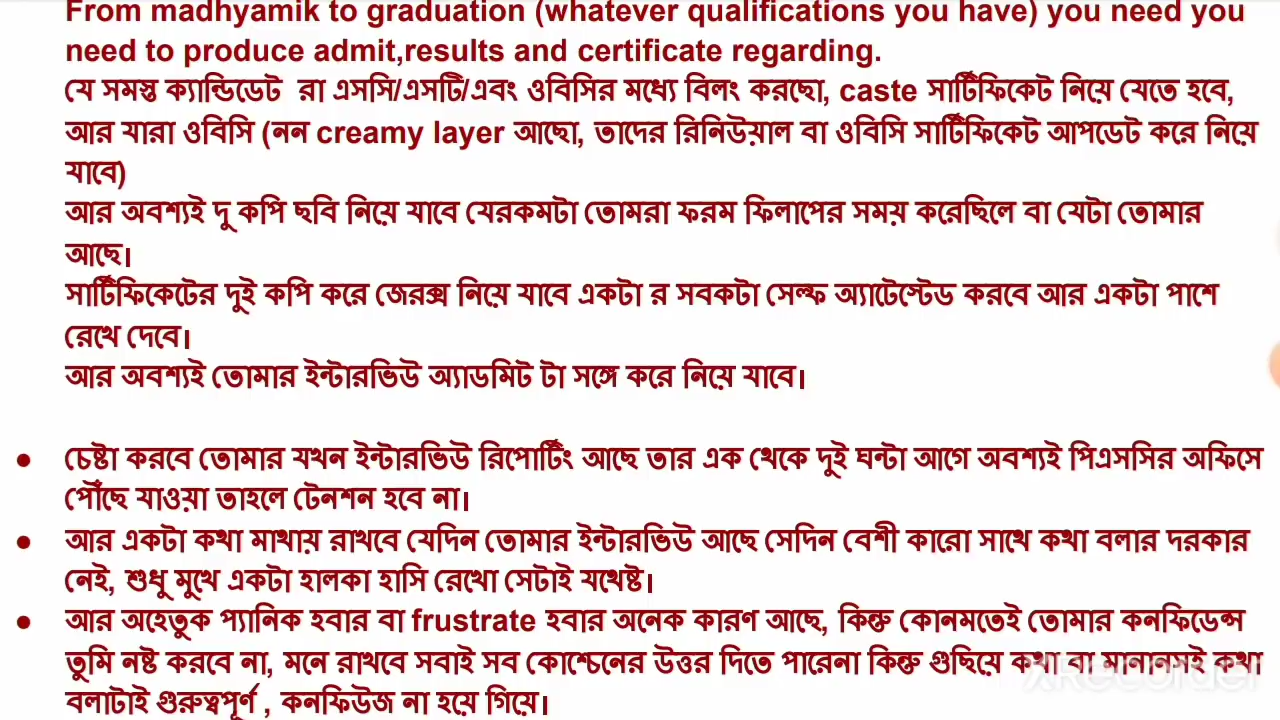 From madhyamik to graduation (whatever qualifications you have) you need you
need to produce admit,results and certificate regarding.
যে সমস্ত ক্যান্ডিডেট রা এসসি/এসটি/এবং ওবিসির মধ্যে বিলং করছো, caste সার্টিফিকেট নিয়ে যেতে হবে,
আর যারা ওবিসি (নন creamy layer আছো, তাদের রিনিউয়াল বা ওবিসি সার্টিফিকেট আপডেট করে নিয়ে
যাবে)
আর অবশ্যই দু কপি ছবি নিয়ে যাবে যেরকমটা তোমরা ফরম ফিলাপের সময় করেছিলে বা যেটা তোমার
আছে।
সার্টিফিকেটের দুই কপি করে জেরক্স নিয়ে যাবে একটা র সবকটা সেল্ফ অ্যাটেস্টেড করবে আর একটা পাশে
রেখে দেবে।
আর অবশ্যই তোমার ইন্টারভিউ অ্যাডমিট টা সঙ্গে করে নিয়ে যাবে।
● চেষ্টা করবে তোমার যখন ইন্টারভিউ রিপোর্টিং আছে তার এক থেকে দুই ঘন্টা আগে অবশ্যই পিএসসির অফিসে
পৌঁছে যাওয়া তাহলে টেনশন হবে না।
● আর একটা কথা মাথায় রাখবে যেদিন তোমার ইন্টারভিউ আছে সেদিন বেশী কারো সাথে কথা বলার দরকার
নেই, শুধু মুখে একটা হালকা হাসি রেখো সেটাই যথেষ্ট।
● আর অহেতুক প্যানিক হবার বা frustrate হবার অনেক কারণ আছে, কিন্তু কোনমতেই তোমার কনফিডেন্স
তুমি নষ্ট করবে না, মনে রাখবে সবাই সব কোশ্চেনের উত্তর দিতে পারেনা কিন্তু গুছিয়ে কথা বা মানানসই কথা
বলাটাই গুরুত্বপূর্ণ , কনফিউজ না হয়ে গিয়ে।
XRecorder